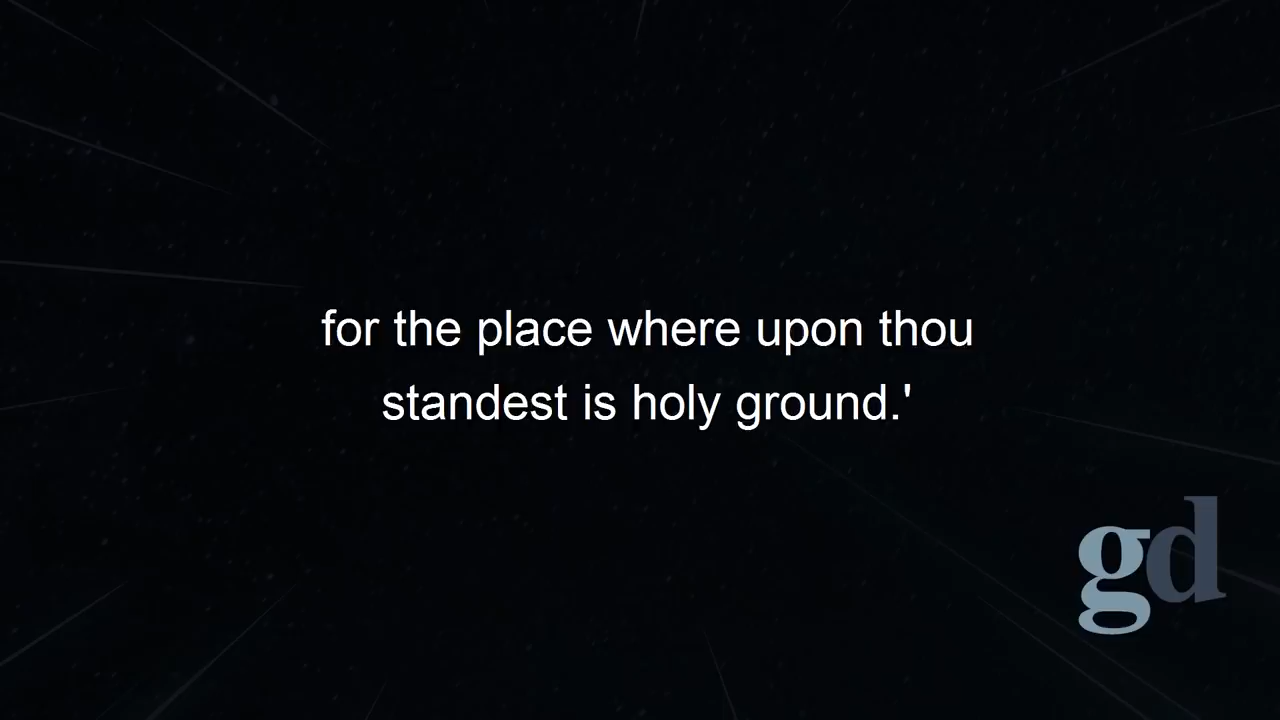 for the place where upon thou
standest is holy ground.'
gd